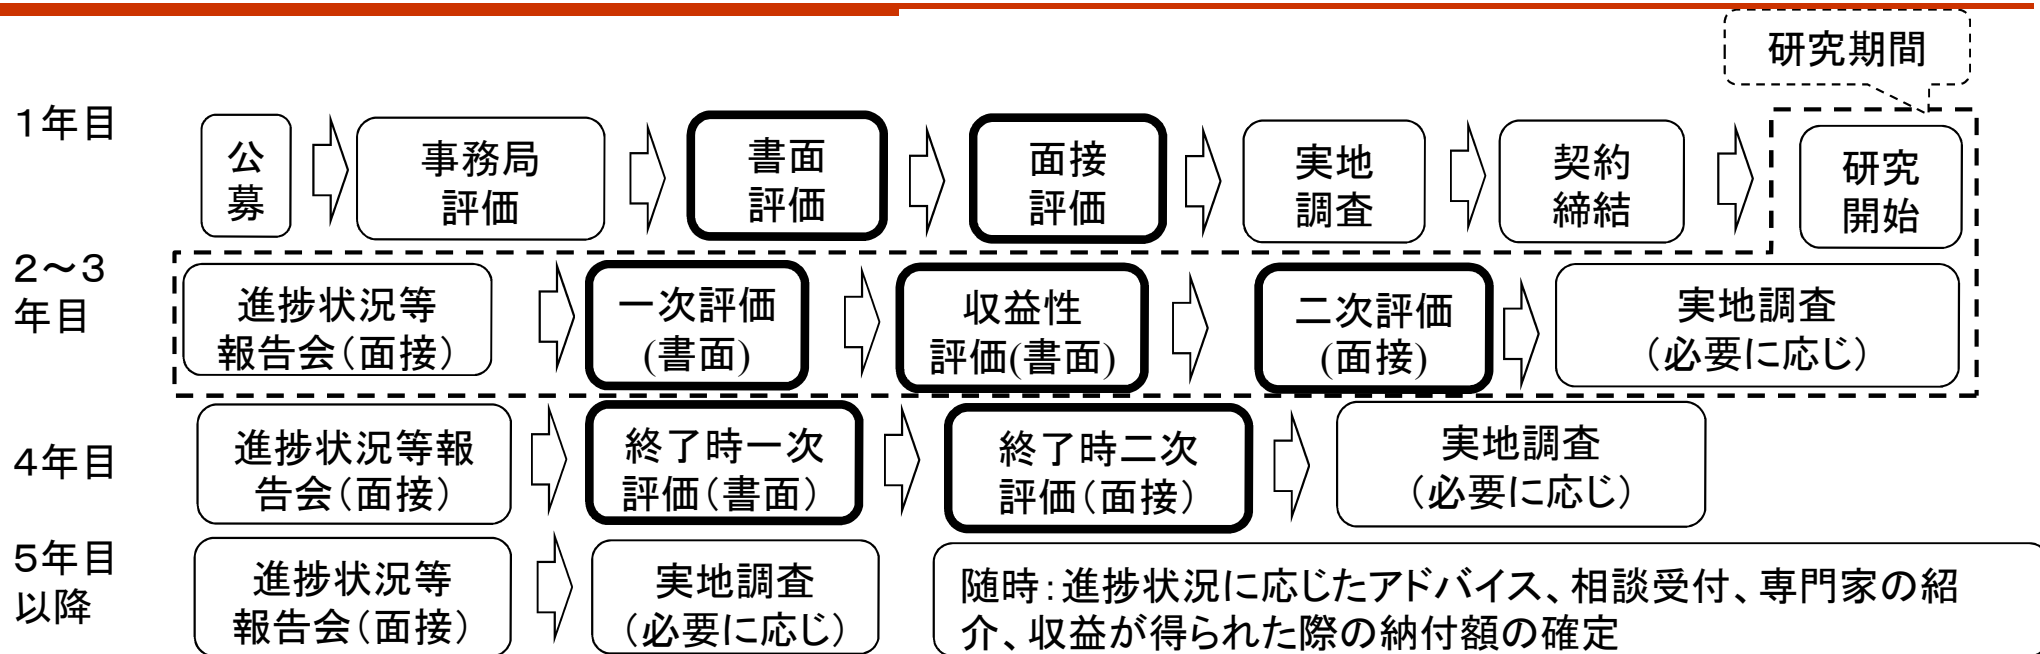 研究期間
1年目
公
募
事務局
評価
書面
評価
面接
評価
実地
調査
契約
締結
研究
開始
2〜3
年目
進捗状況等
報告会(面接)
一次評価
(書面)
収益性
評価(書面)
二次評価
(面接)
実地調査
(必要に応じ)
4年目
進捗状況等報
告会(面接)
終了時一次
評価(書面)
終了時二次
評価(面接)
実地調査
(必要に応じ)
5年目
以降
進捗状況等
報告会(面接)
実地調査
(必要に応じ)
随時:進捗状況に応じたアドバイス、相談受付、専門家の紹
介、収益が得られた際の納付額の確定